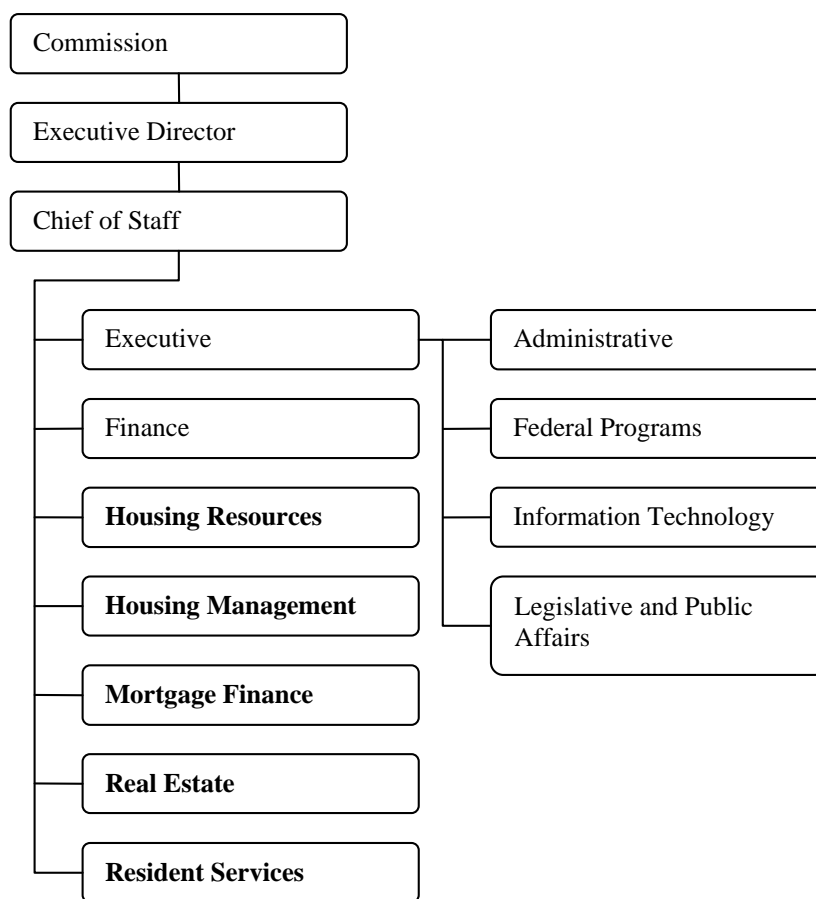 Commission
Executive Director
Chief of Staff
Executive
Administrative
Finance
Federal Programs
Housing Resources
Information Technology
Housing Management
Legislative and Public
Affairs
Mortgage Finance
Real Estate
Resident Services